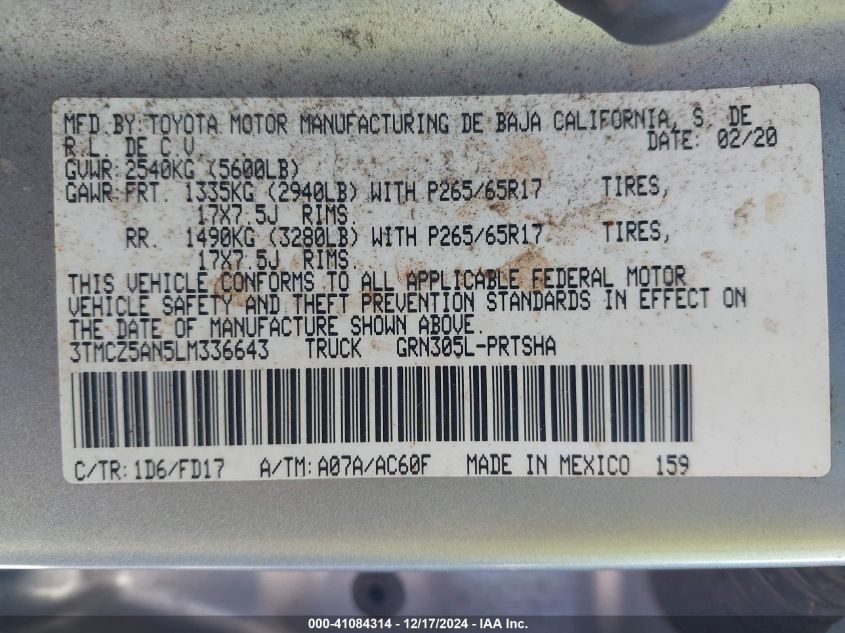 MFD.BY:TOYOTA MOTOR MANUFACTURING DE BAJA CALIFORNIA, S. DE
R.L. DE C.V. DATE: 02/20
GVWR:2540KG (5600LB)
GAWR:FRT. 1335KG (2940LB) WITH P265/65R17 TIRES,
17X7.5J RIMS.
RR. 1490KG (3280LB) WITH P265/65R17 TIRES,
17X7.5J RIMS.
THIS VEHICLE CONFORMS TO ALL APPLICABLE FEDERAL MOTOR
VEHICLE SAFETY AND THEFT PREVENTION STANDARDS IN EFFECT ON
THE DATE OF MANUFACTURE SHOWN ABOVE.
3TMCZ5AN5LM336643 TRUCK GRN305L-PRTSHA
C/TR:1D6/FD17 A/TM:A07A/AC60F MADE IN MEXICO 159
000-41084314 - 12/17/2024 - IAA Inc.